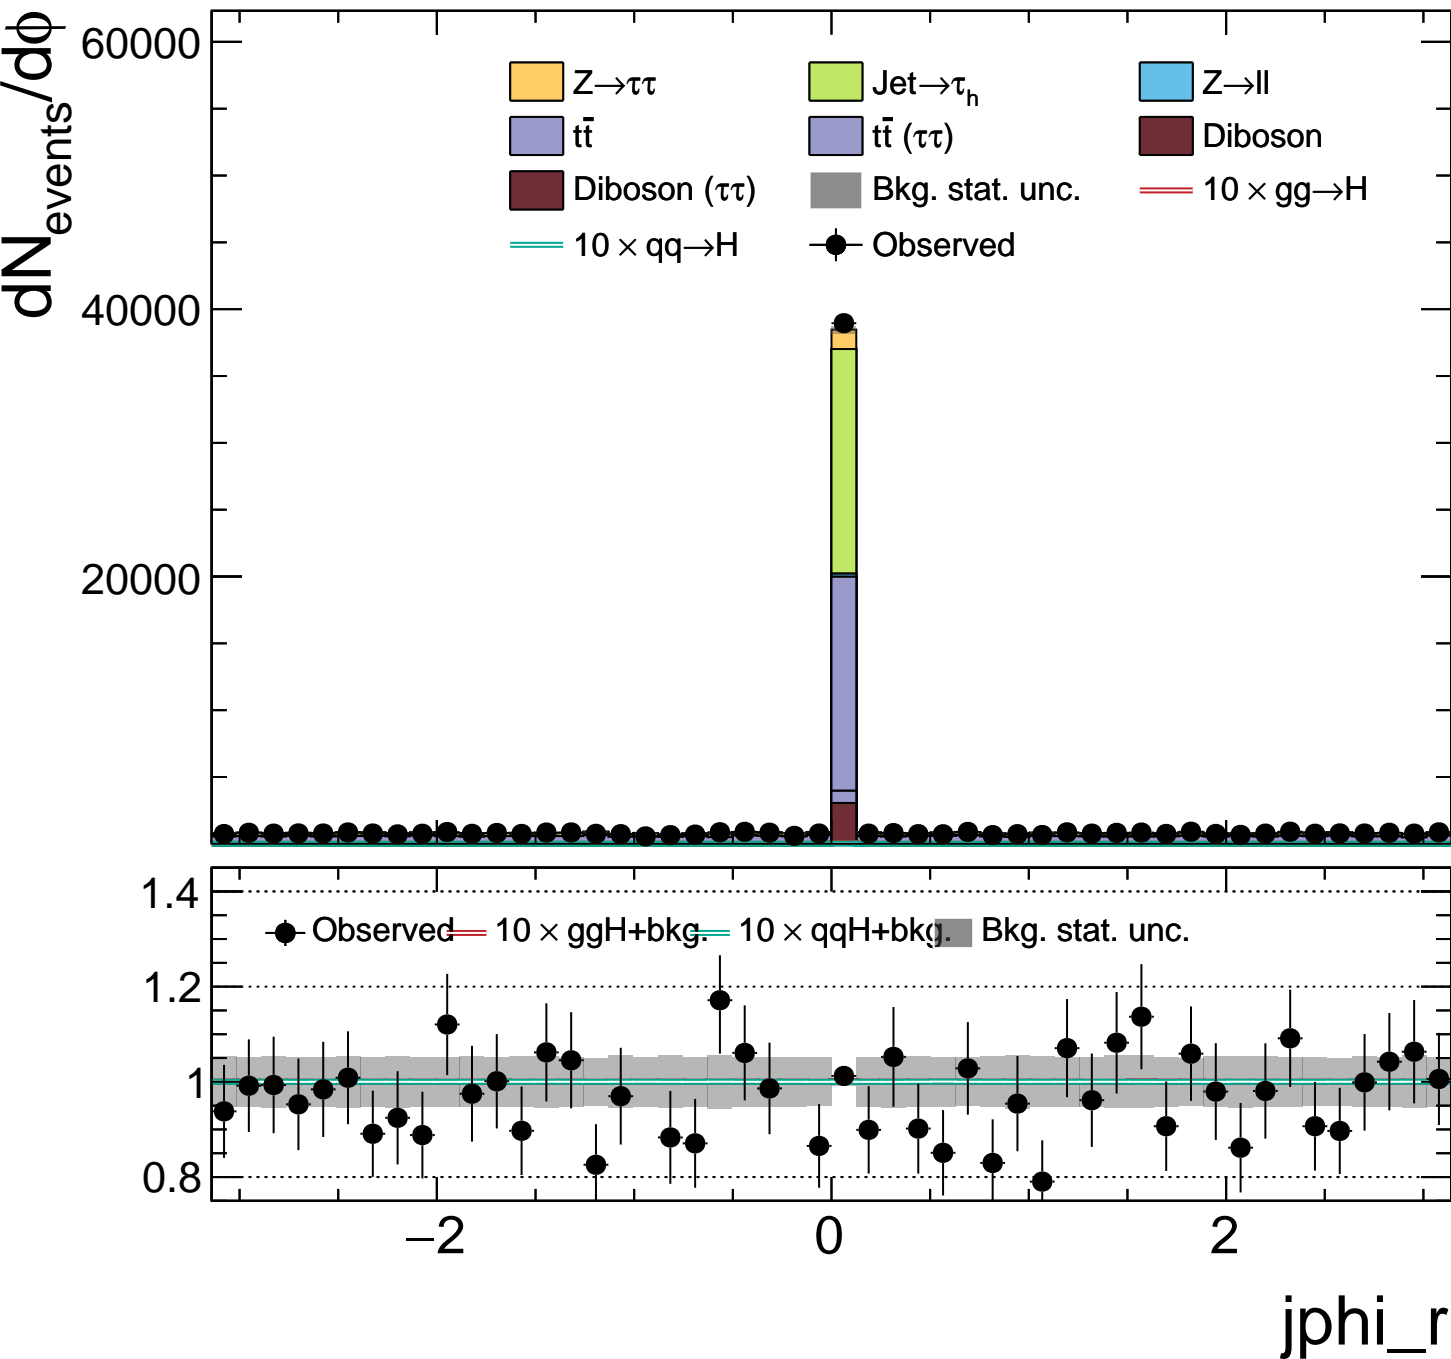 dN_events/dϕ
60000
40000
20000
Z→ττ
Jet→τ_h
Z→ll
tt̄
tt̄ (ττ)
Diboson
Diboson (ττ)
Bkg. stat. unc.
10 × gg→H
10 × qq→H
Observed
1.4
1.2
1
0.8
Observed
10 × ggH+bkg.
10 × qqH+bkg.
Bkg. stat. unc.
−2
0
2
jphi_r